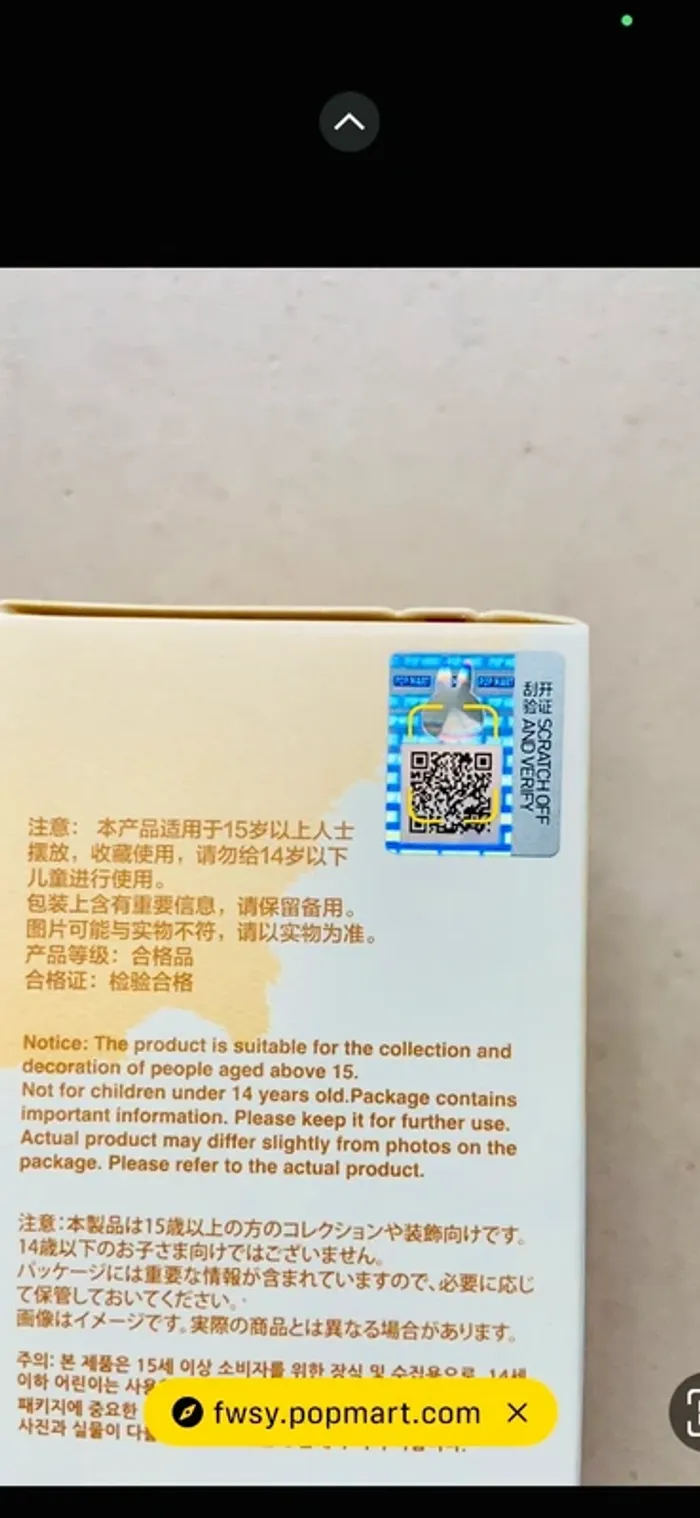 POP MART
POP MART
刮开
验证
SCRATCH OFF
AND VERIFY
注意： 本产品适用于15岁以上人士
摆放，收藏使用，请勿给14岁以下
儿童进行使用。
包装上含有重要信息，请保留备用。
图片可能与实物不符，请以实物为准。
产品等级：合格品
合格证：检验合格
Notice: The product is suitable for the collection and
decoration of people aged above 15.
Not for children under 14 years old.Package contains
important information. Please keep it for further use.
Actual product may differ slightly from photos on the
package. Please refer to the actual product.
注意：本製品は15歳以上の方のコレクションや装飾向けです。
14歳以下のお子さま向けではございません。
パッケージには重要な情報が含まれていますので、必要に応じ
て保管しておいてください。
画像はイメージです。実際の商品とは異なる場合があります。
주의: 본 제품은 15세 이상 소비자를 위한 장식 및 수집용으로, 14세
이하 어린이는
패키지에 중요한
사진과 실물이
fwsy.popmart.com